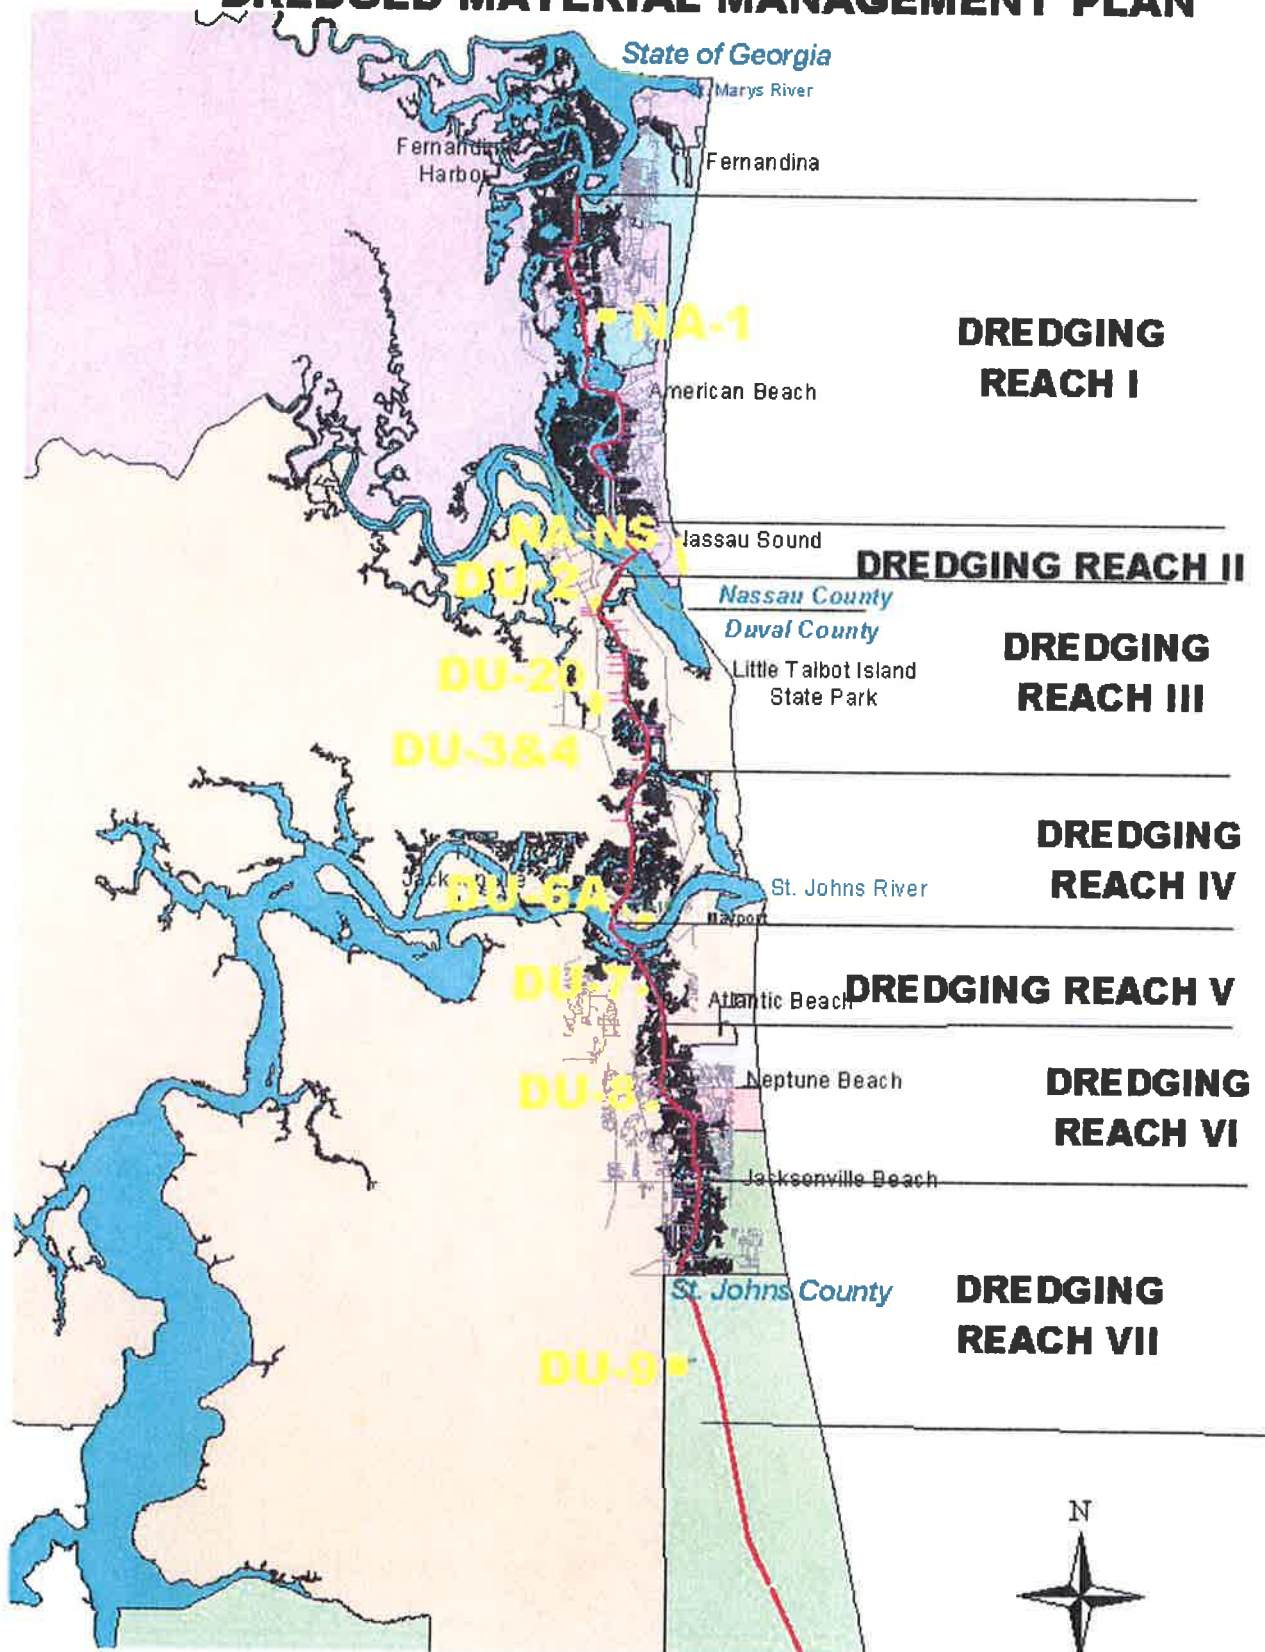 DREDGED MATERIAL MANAGEMENT PLAN
State of Georgia
St. Marys River
Fernandina
Harbor
Fernandina
NA-1
DREDGING
REACH I
American Beach
NA-NS
Nassau Sound
DREDGING REACH II
DU-2
Nassau County
Duval County
DREDGING
REACH III
Little Talbot Island
State Park
DU-20
DU-3&4
DREDGING
REACH IV
Jacksonville
DU-6A
St. Johns River
Mayport
DU-7
Atlantic Beach
DREDGING REACH V
Neptune Beach
DU-8
DREDGING
REACH VI
Jacksonville Beach
St. Johns County
DREDGING
REACH VII
DU-9
N